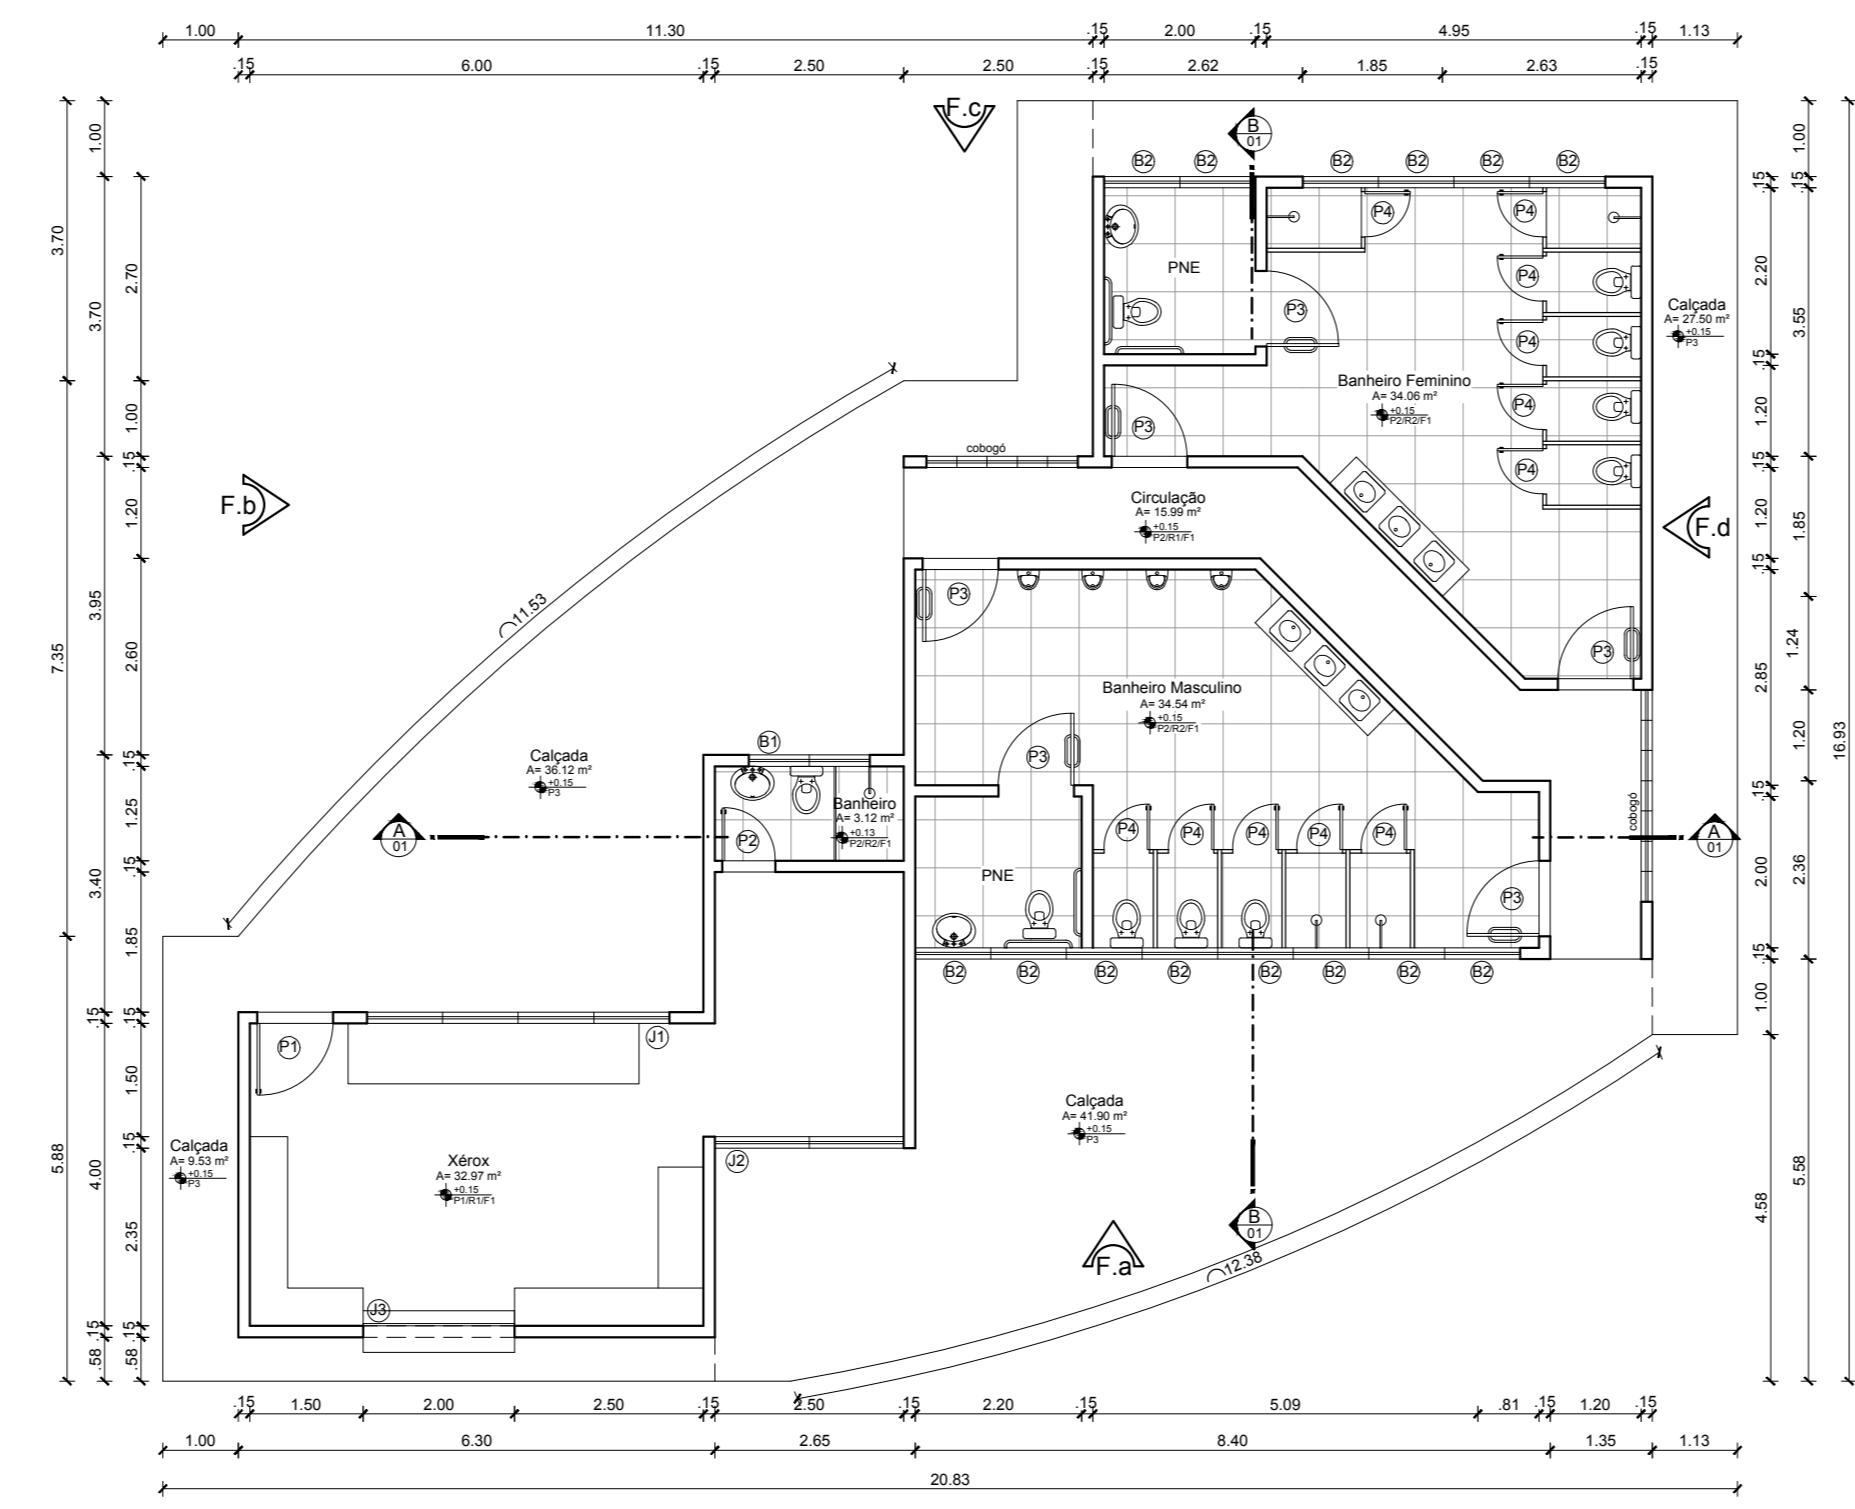 1.00 11.30 .15 2.00 .15 4.95 .15 1.13
.15 6.00 .15 2.50 2.50 .15 2.62 1.85 2.63 .15
F.c
B
01
B2 B2 B2 B2 B2 B2
P4 P4
PNE
P4
P3
Calçada
A= 27.50 m²
+0.15
P3
P4
Banheiro Feminino
A= 34.06 m²
+0.15
P2/R2/F1
P4
P3
cobogó
P4
F.b
Circulação
A= 15.99 m²
+0.15
P2/R1/F1
F.d
11.53
P3
P3
Banheiro Masculino
A= 34.54 m²
+0.15
P2/R2/F1
B1
P3
Calçada
A= 36.12 m²
+0.15
P3
Banheiro
A= 3.12 m²
+0.13
P2/R2/F1
P2
A
01
P4 P4 P4 P4 P4
cobogó
A
01
PNE
P3
B2 B2 B2 B2 B2 B2 B2 B2
P1
J1
Calçada
A= 41.90 m²
+0.15
P3
Calçada
A= 9.53 m²
+0.15
P3
Xérox
A= 32.97 m²
+0.15
P1/R1/F1
J2
B
01
F.a
12.38
J3
3.70
7.35
5.88
1.00
3.70
3.95
3.40
.15
4.00
.15
.58
2.70
1.00
.15
1.20
2.60
.15
1.25
.15
1.85
.15
1.50
.15
2.35
.15
.58
.15
2.20
.15
1.20
.15
1.20
.15
2.85
.15
2.00
.15
1.00
4.58
1.00
.15
3.55
1.85
1.24
1.20
2.36
5.58
16.93
.15 1.50 2.00 2.50 .15 2.50 .15 2.20 .15 5.09 .81 .15 1.20 .15
1.00 6.30 2.65 8.40 1.35 1.13
20.83